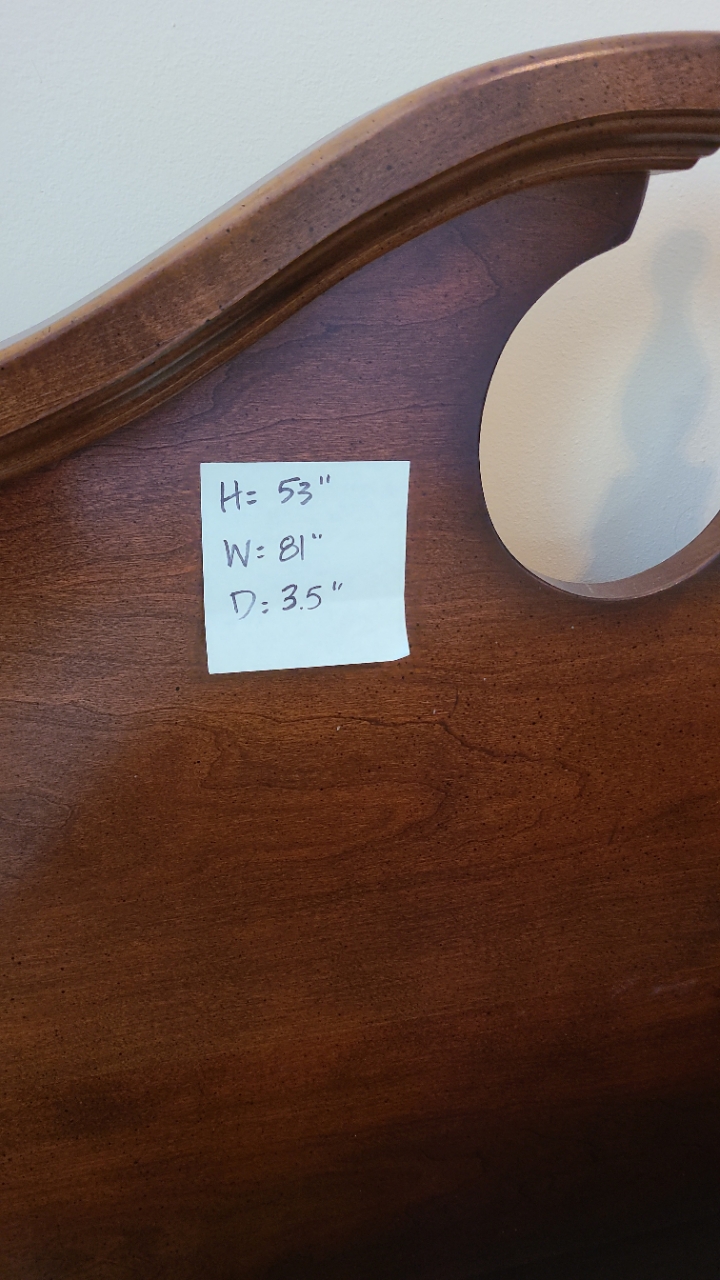 H= 53"
W: 81"
D: 3.5"